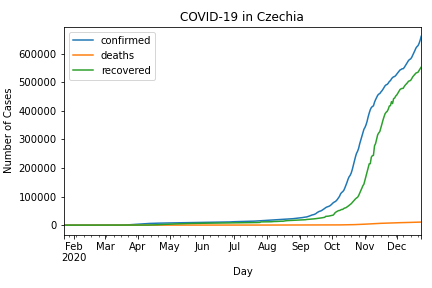 COVID-19 in Czechia
confirmed
deaths
recovered
Number of Cases
600000
500000
400000
300000
200000
100000
0
Feb Mar Apr May Jun Jul Aug Sep Oct Nov Dec
2020
Day